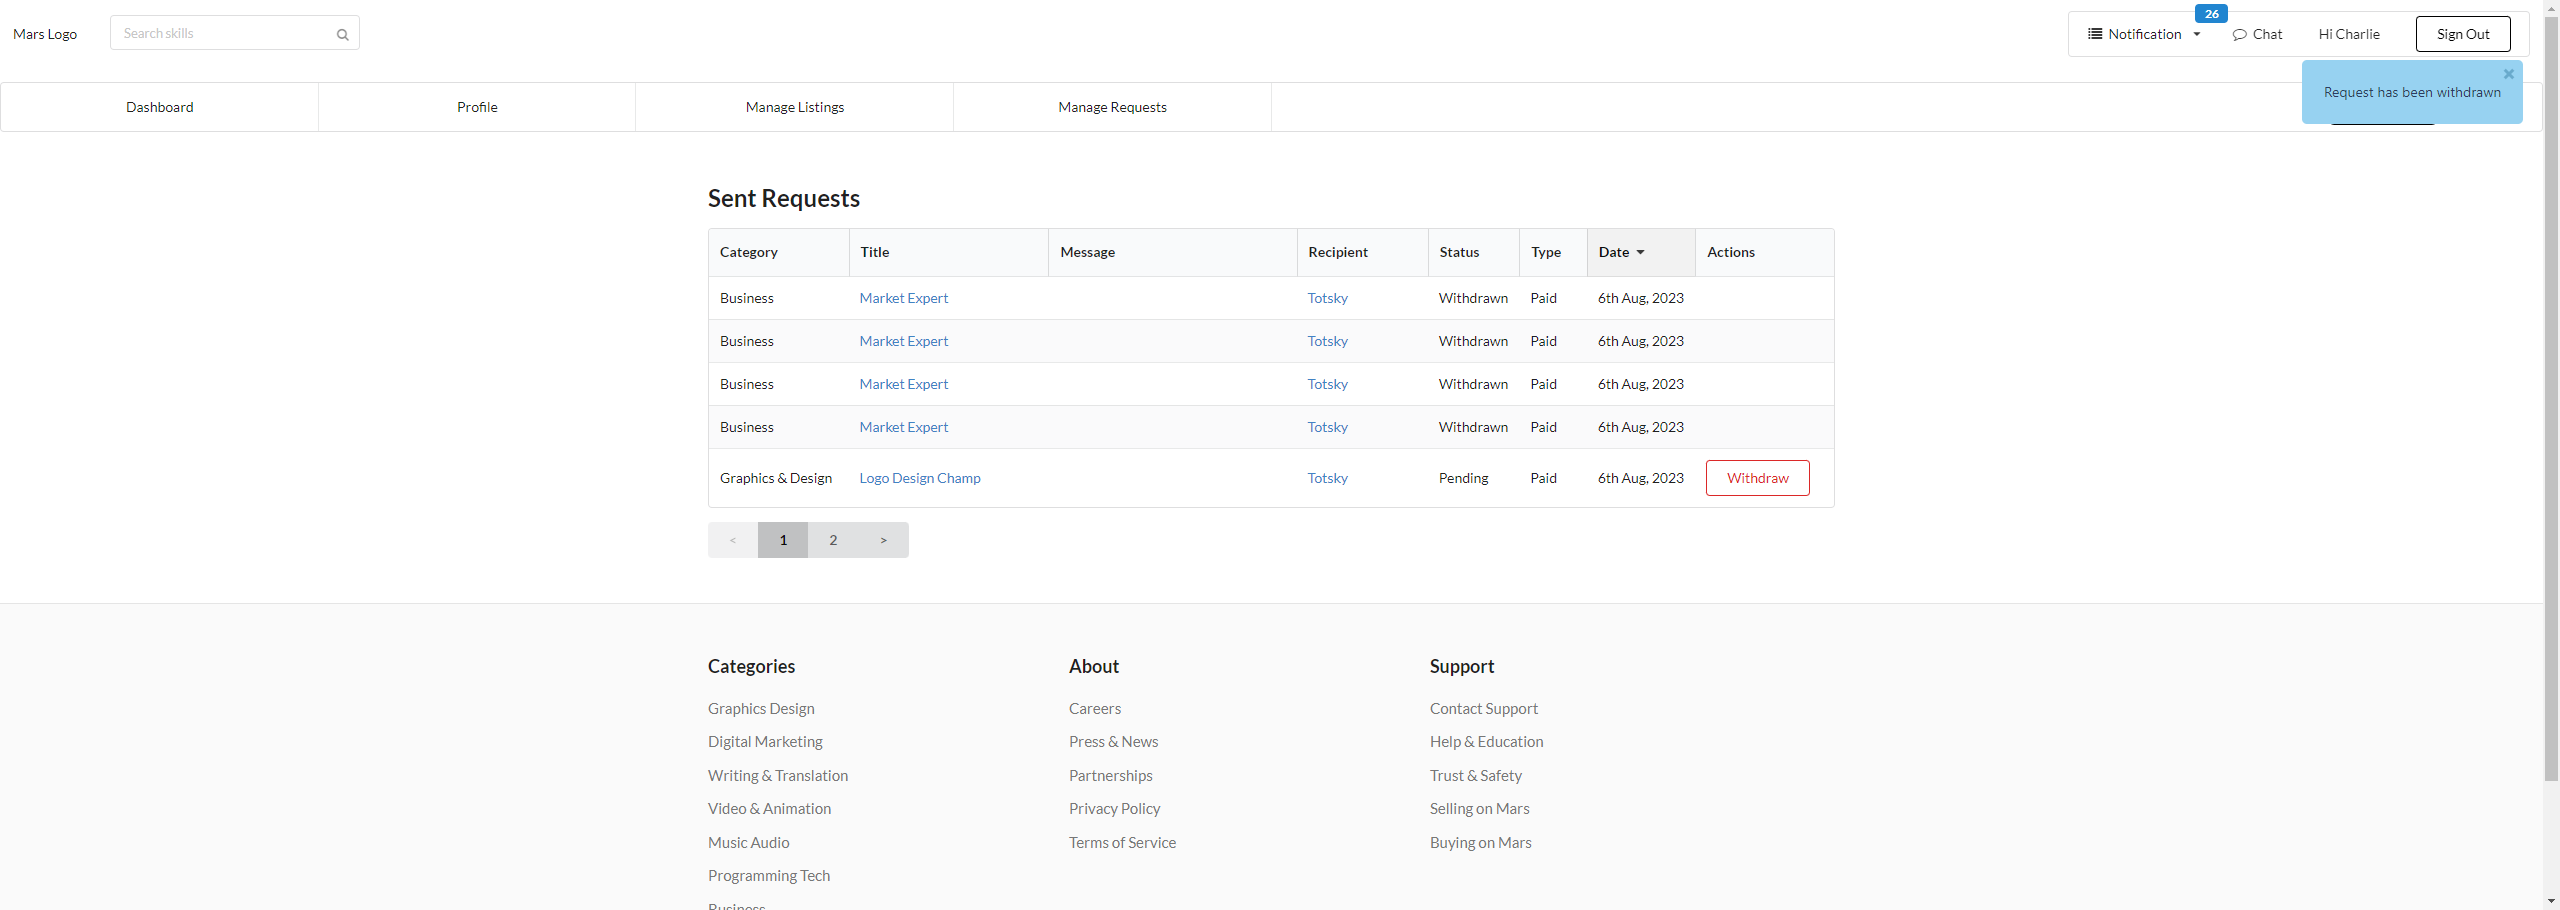 Mars Logo
Search skills
26
Notification
Chat
Hi Charlie
Sign Out
Request has been withdrawn
Dashboard
Profile
Manage Listings
Manage Requests
Sent Requests
Category Title Message Recipient Status Type Date Actions
Business Market Expert Totsky Withdrawn Paid 6th Aug, 2023
Business Market Expert Totsky Withdrawn Paid 6th Aug, 2023
Business Market Expert Totsky Withdrawn Paid 6th Aug, 2023
Business Market Expert Totsky Withdrawn Paid 6th Aug, 2023
Graphics & Design Logo Design Champ Totsky Pending Paid 6th Aug, 2023 Withdraw
< 1 2 >
Categories
Graphics Design
Digital Marketing
Writing & Translation
Video & Animation
Music Audio
Programming Tech
Business
About
Careers
Press & News
Partnerships
Privacy Policy
Terms of Service
Support
Contact Support
Help & Education
Trust & Safety
Selling on Mars
Buying on Mars